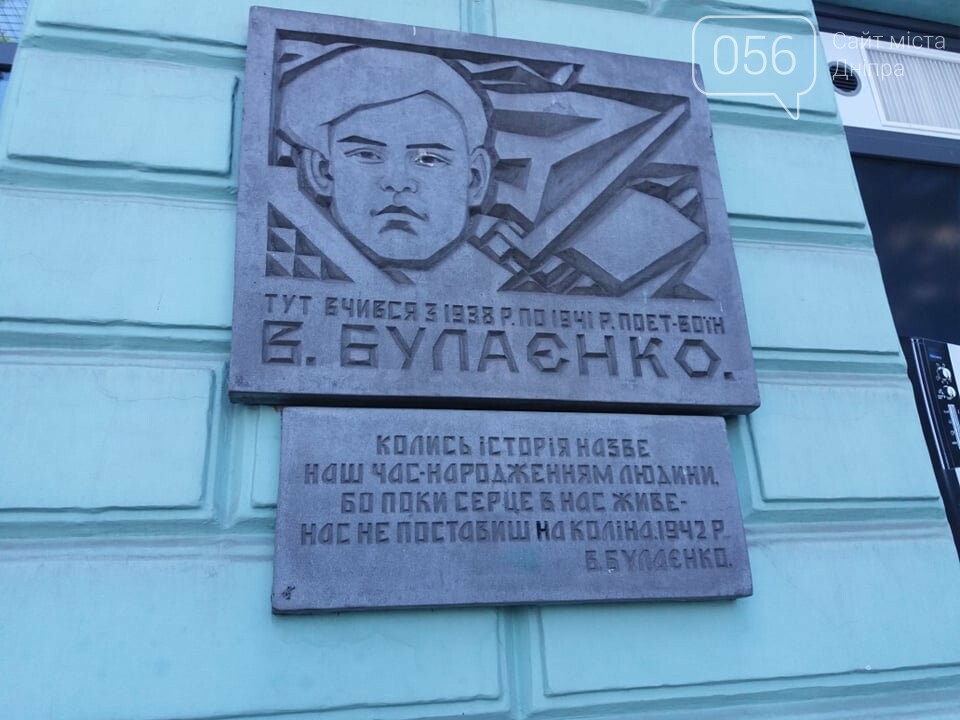 056
Сайт міста
Дніпра
ТУТ ВЧИВСЯ З 1938 Р. ПО 1941 Р. ПОЕТ-ВОЇН
В. БУЛАЄНКО.
КОЛИСЬ ІСТОРІЯ НАЗВЕ
НАШ ЧАС-НАРОДЖЕННЯМ ЛЮДИНИ,
БО ПОКИ СЕРЦЕ В НАС ЖИВЕ-
НАС НЕ ПОСТАВИШ НА КОЛІНА. 1942 Р.
В. БУЛАЄНКО.